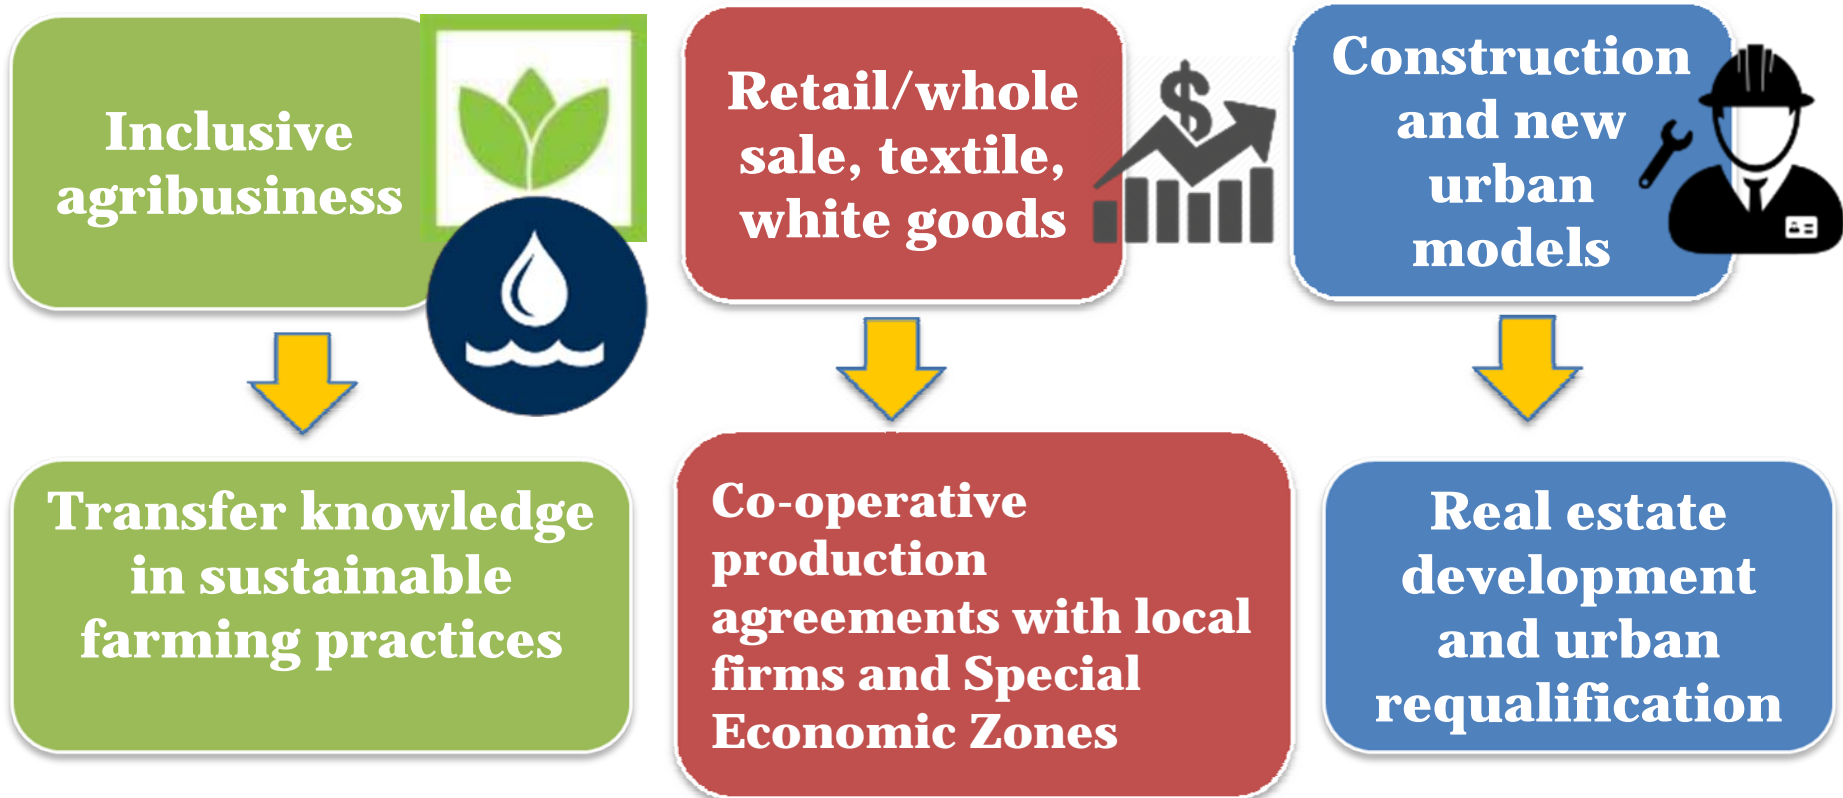 Inclusive
agribusiness
Retail/whole
sale, textile,
white goods
$
Construction
and new
urban
models
Transfer knowledge
in sustainable
farming practices
Co-operative
production
agreements with local
firms and Special
Economic Zones
Real estate
development
and urban
requalification